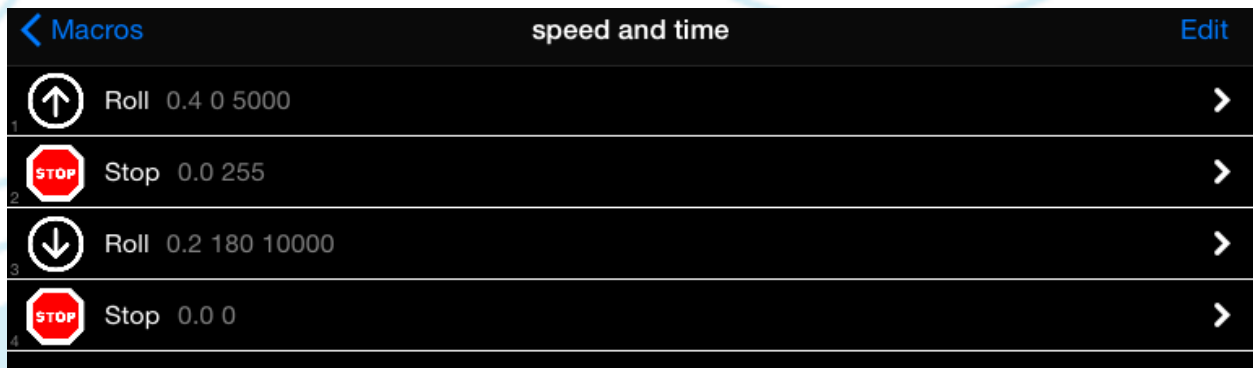 Macros speed and time Edit
1 Roll 0.4 0 5000
STOP Stop 0.0 255
2
Roll 0.2 180 10000
3
STOP Stop 0.0 0
4